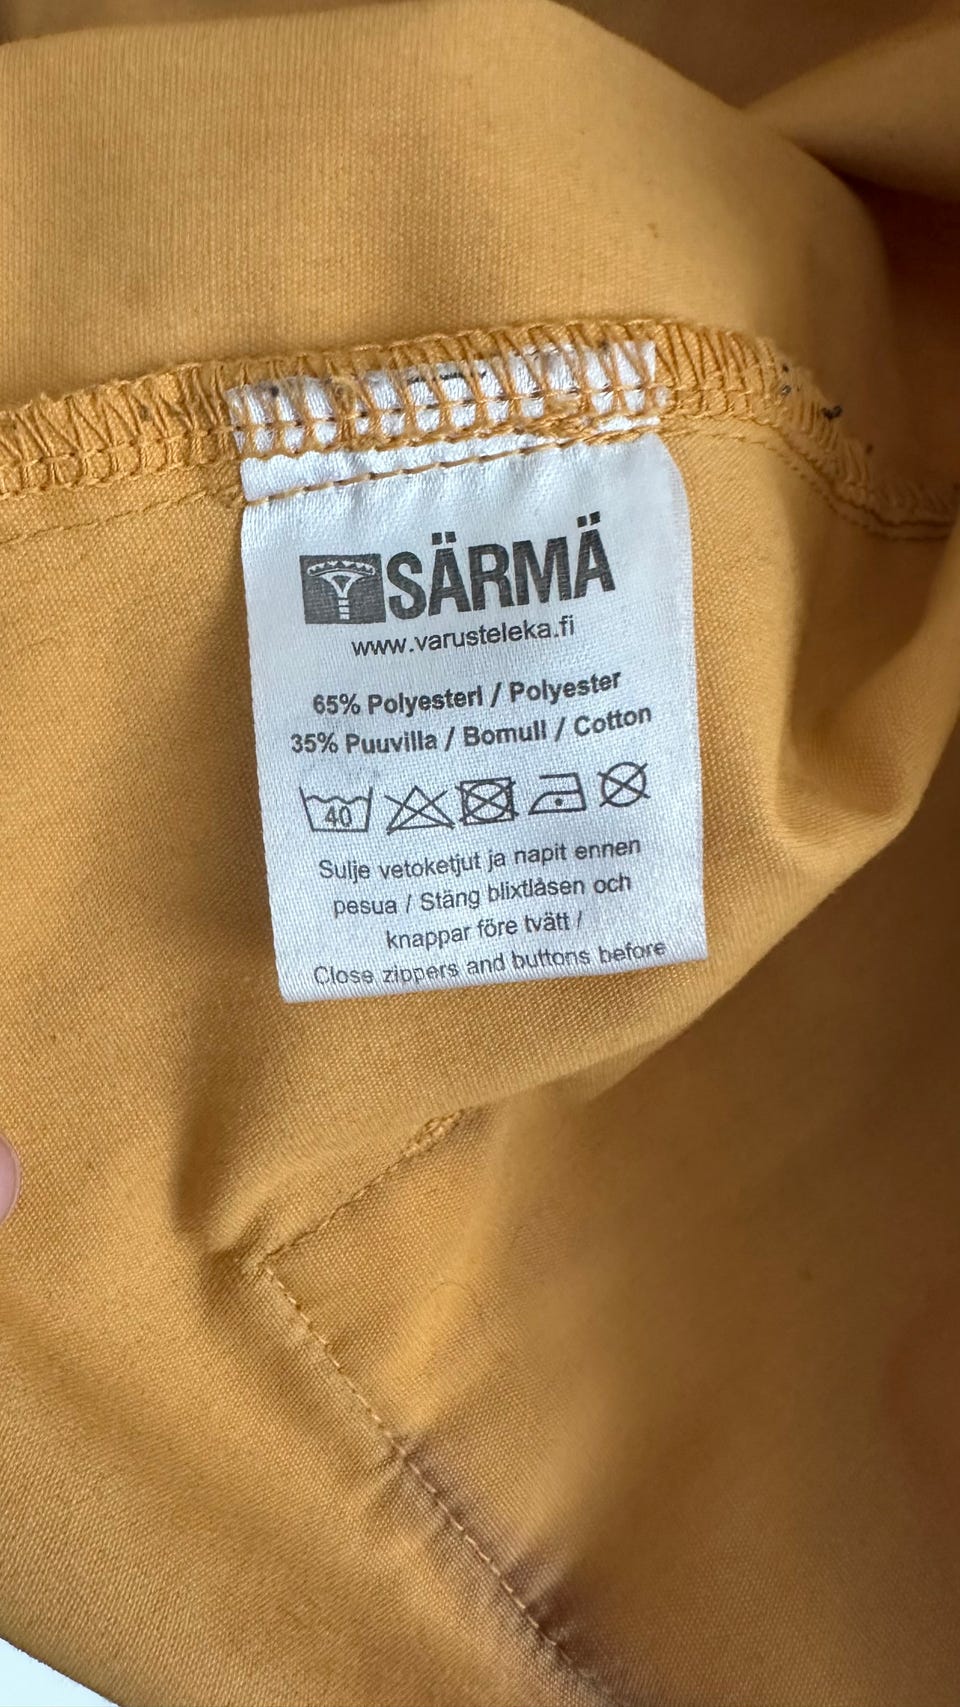 SÄRMÄ
www.varusteleka.fi
65% Polyesteri / Polyester
35% Puuvilla / Bomull / Cotton
40
Sulje vetoketjut ja napit ennen
pesua / Stäng blixtlåsen och
knappar före tvätt /
Close zippers and buttons before